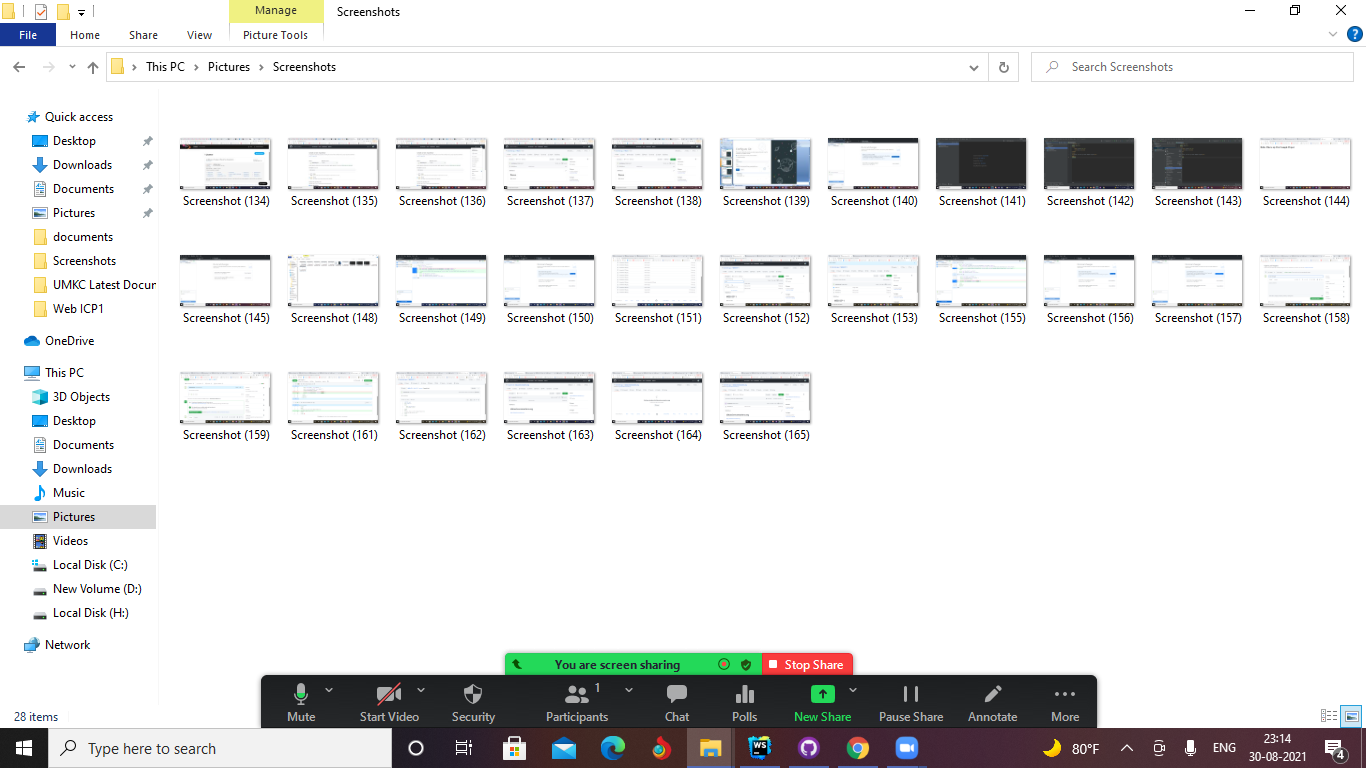 Manage
Screenshots
File
Home
Share
View
Picture Tools
This PC
Pictures
Screenshots
Search Screenshots
Quick access
Desktop
Downloads
Documents
Pictures
documents
Screenshots
UMKC Latest Docur
Web ICP1
OneDrive
This PC
3D Objects
Desktop
Documents
Downloads
Music
Pictures
Videos
Local Disk (C:)
New Volume (D:)
Local Disk (H:)
Network
Screenshot (134)
Screenshot (135)
Screenshot (136)
Screenshot (137)
Screenshot (138)
Screenshot (139)
Screenshot (140)
Screenshot (141)
Screenshot (142)
Screenshot (143)
Screenshot (144)
Screenshot (145)
Screenshot (148)
Screenshot (149)
Screenshot (150)
Screenshot (151)
Screenshot (152)
Screenshot (153)
Screenshot (155)
Screenshot (156)
Screenshot (157)
Screenshot (158)
Screenshot (159)
Screenshot (161)
Screenshot (162)
Screenshot (163)
Screenshot (164)
Screenshot (165)
You are screen sharing
Stop Share
Mute
Start Video
Security
Participants
1
Chat
Polls
New Share
Pause Share
Annotate
More
28 items
Type here to search
WS
80°F
ENG
23:14
30-08-2021
4